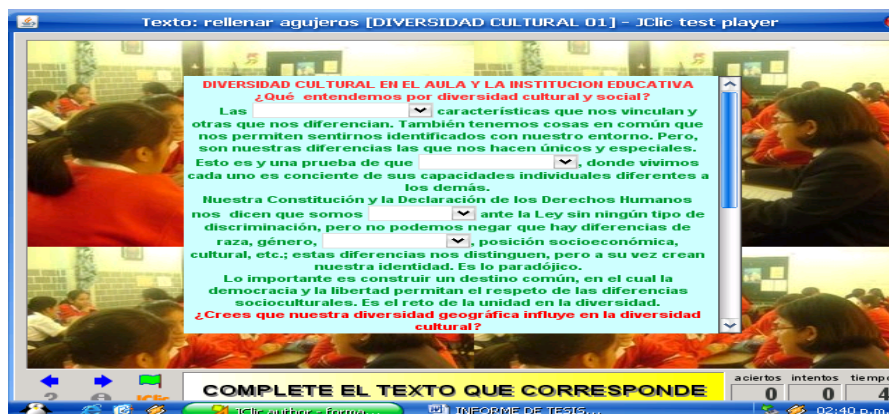 Texto: rellenar agujeros [DIVERSIDAD CULTURAL 01] - JClic test player
DIVERSIDAD CULTURAL EN EL AULA Y LA INSTITUCION EDUCATIVA
¿Qué entendemos por diversidad cultural y social?
Las características que nos vinculan y
otras que nos diferencian. También tenemos cosas en común que
nos permiten sentirnos identificados con nuestro entorno. Pero,
son nuestras diferencias las que nos hacen únicos y especiales.
Esto es y una prueba de que , donde vivimos
cada uno es conciente de sus capacidades individuales diferentes a
los demás.
Nuestra Constitución y la Declaración de los Derechos Humanos
nos dicen que somos ante la Ley sin ningún tipo de
discriminación, pero no podemos negar que hay diferencias de
raza, género, , posición socioeconómica,
cultural, etc.; estas diferencias nos distinguen, pero a su vez crean
nuestra identidad. Es lo paradójico.
Lo importante es construir un destino común, en el cual la
democracia y la libertad permitan el respeto de las diferencias
socioculturales. Es el reto de la unidad en la diversidad.
¿Crees que nuestra diversidad geográfica influye en la diversidad
cultural?
COMPLETE EL TEXTO QUE CORRESPONDE
aciertos intentos tiempo
0 0 4
JClic author - forma... INFORME DE TESIS... 02:40 p.m.